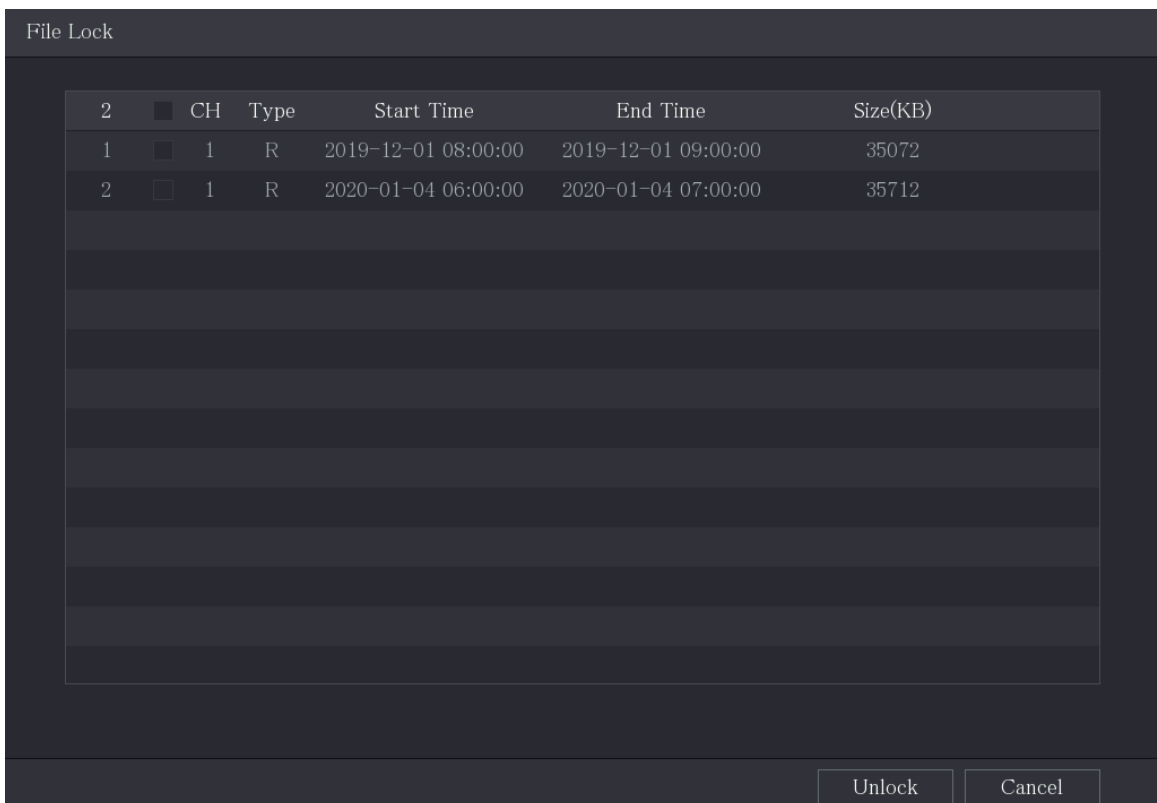 File Lock
2 CH Type Start Time End Time Size(KB)
1 1 R 2019-12-01 08:00:00 2019-12-01 09:00:00 35072
2 1 R 2020-01-04 06:00:00 2020-01-04 07:00:00 35712
Unlock Cancel